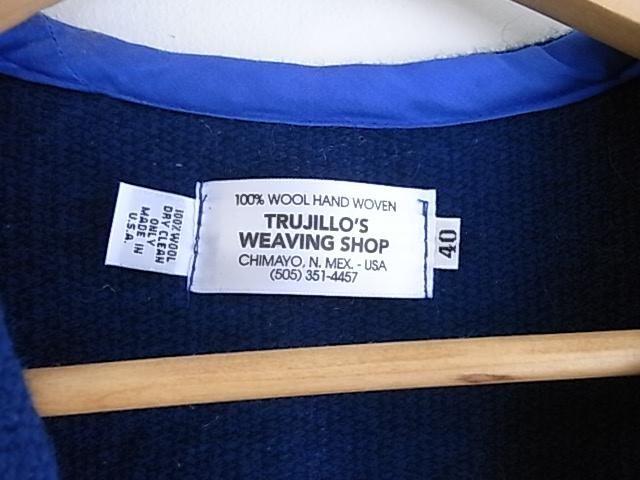 100% WOOL HAND WOVEN
TRUJILLO'S
WEAVING SHOP
CHIMAYO, N. MEX. - USA
(505) 351-4457
100% WOOL
DRY CLEAN
ONLY
MADE IN
U.S.A.
40